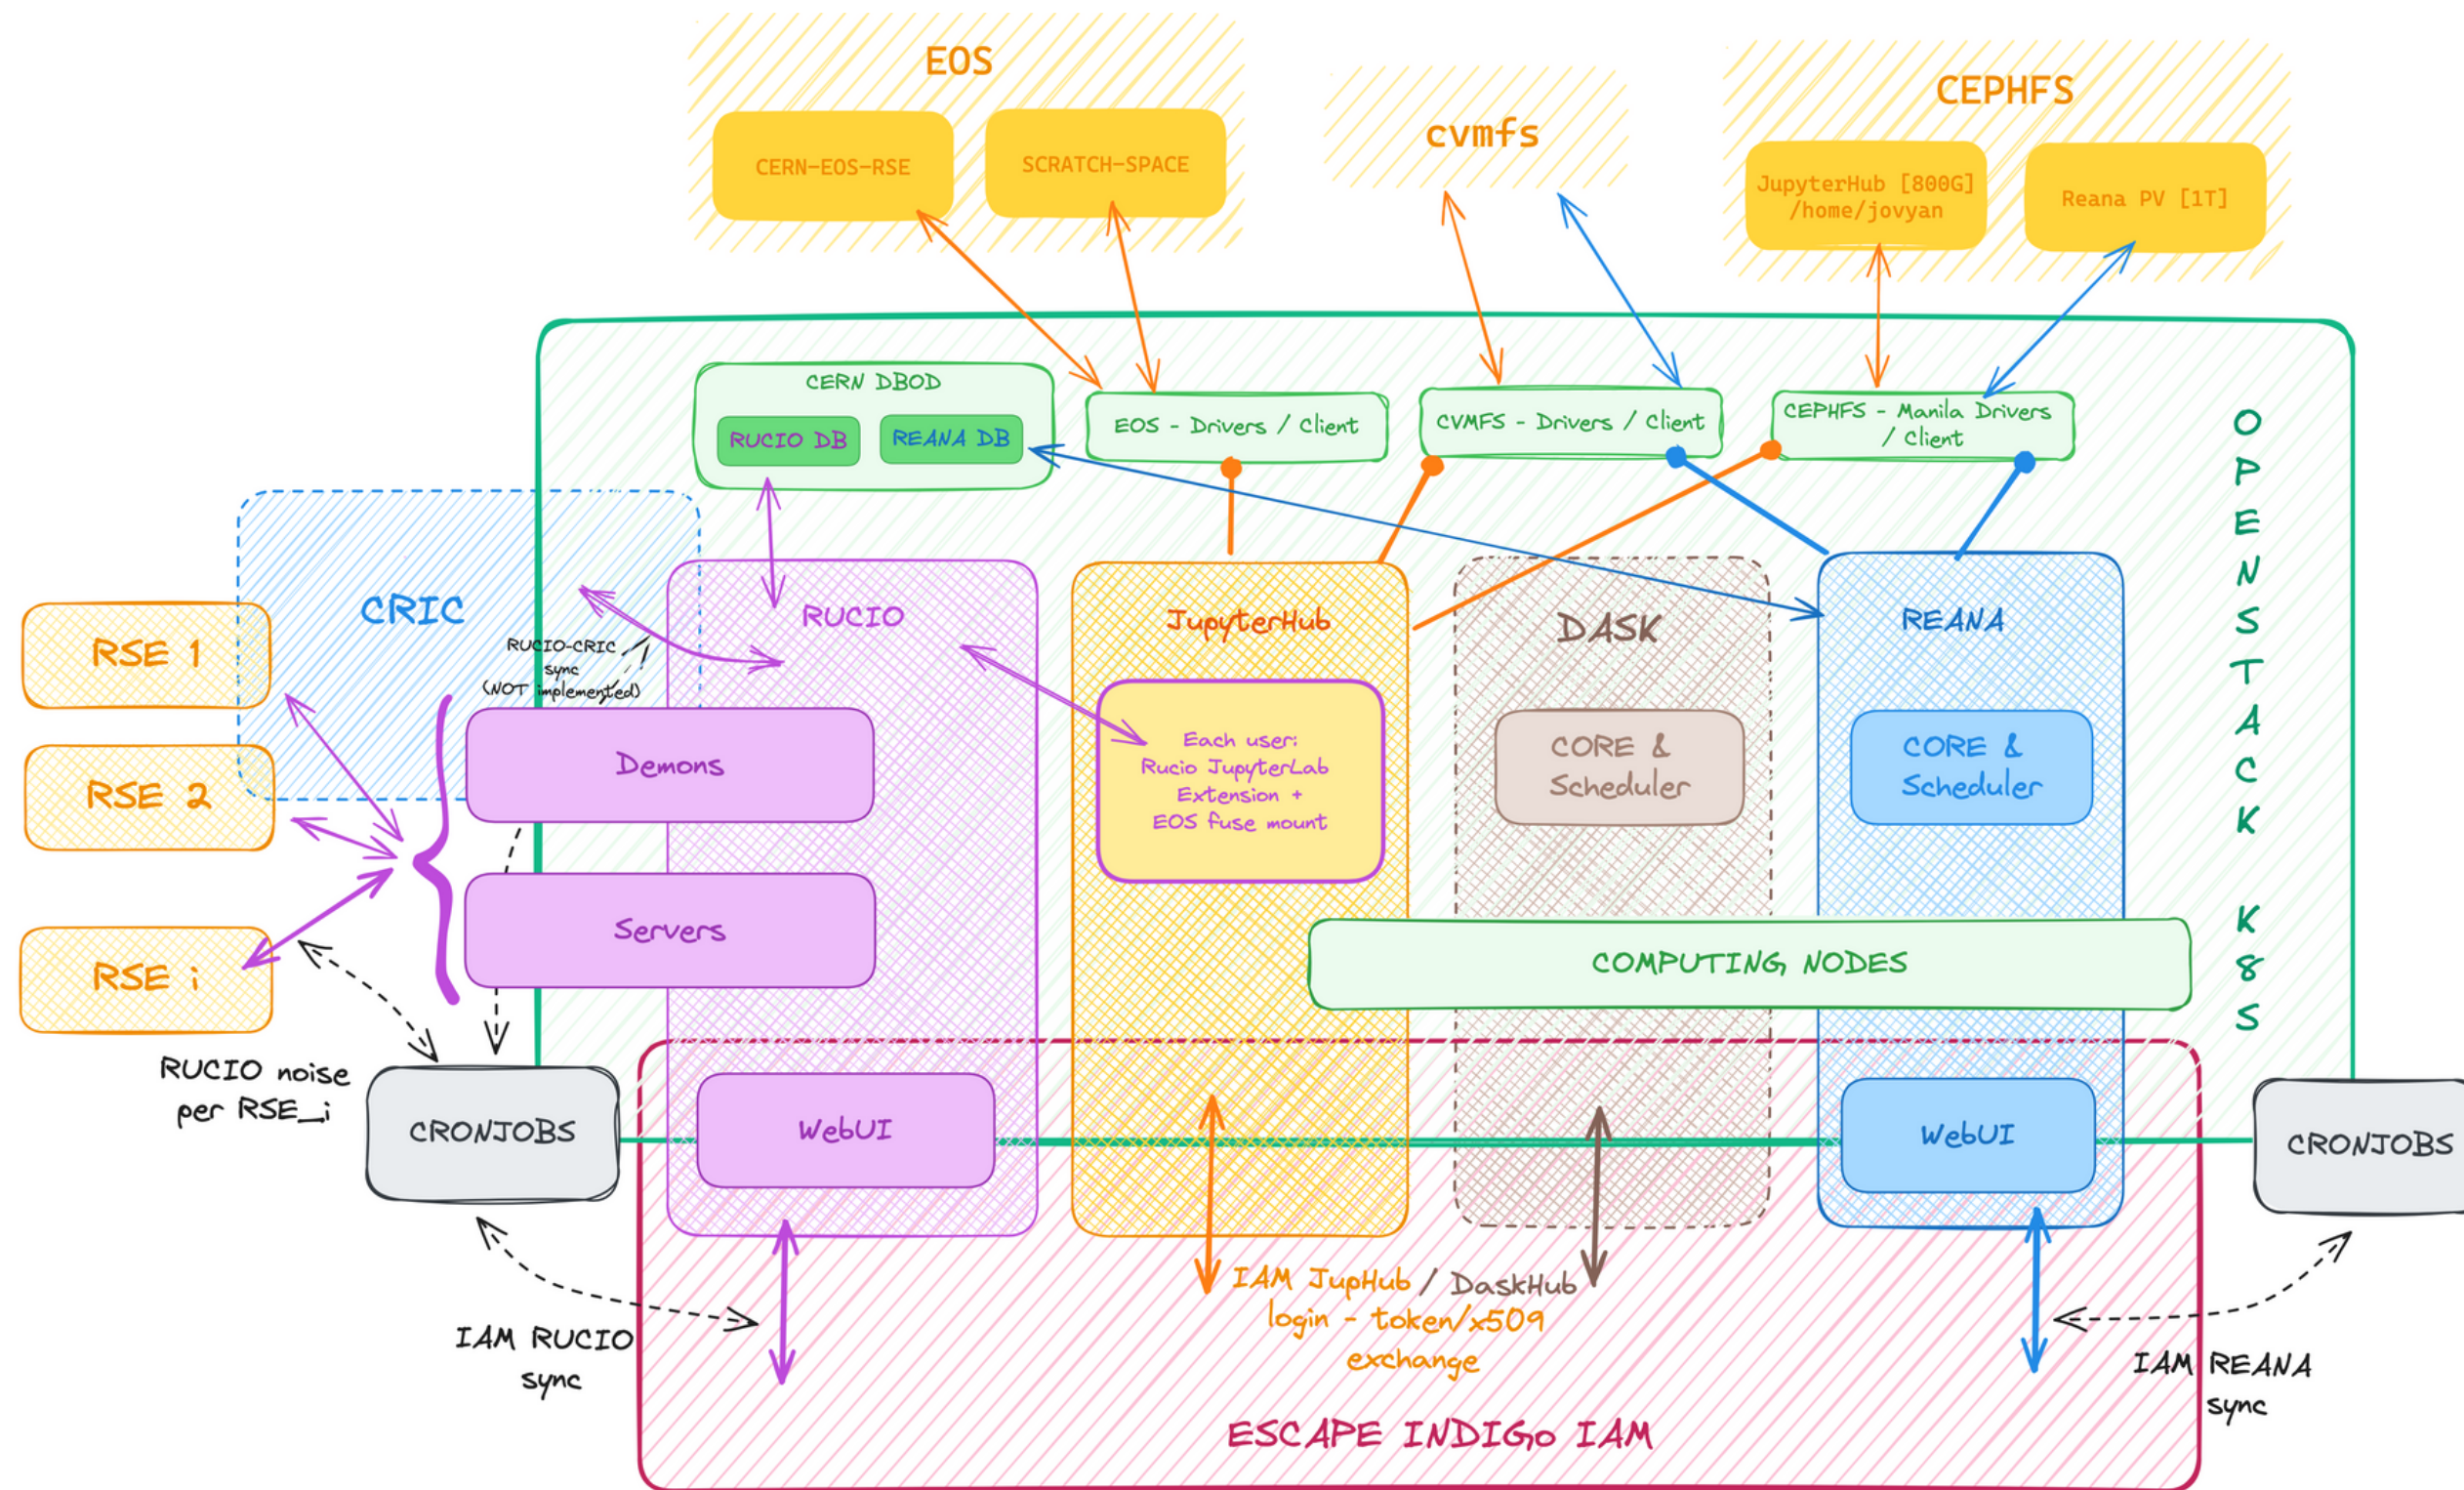 EOS
CERN-EOS-RSE
SCRATCH-SPACE
cvmfs
CEPHFS
JupyterHub [800G]
/home/jovyan
Reana PV [1T]
CERN DBOD
RUCIO DB
REANA DB
EOS - Drivers / Client
CVMFS - Drivers / Client
CEPHFS - Manila Drivers
/ Client
OPENSTACK K8S
CRIC
RUCIO-CRIC
sync
(NOT implemented)
RSE 1
RSE 2
RSE i
RUCIO
Demons
Servers
WebUI
JupyterHub
Each user:
Rucio JupyterLab
Extension +
EOS fuse mount
DASK
CORE &
Scheduler
REANA
CORE &
Scheduler
COMPUTING NODES
WebUI
RUCIO noise
per RSE_i
CRONJOBS
CRONJOBS
IAM RUCIO
sync
IAM JupHub / DaskHub
login - token/x509
exchange
IAM REANA
sync
ESCAPE INDIGo IAM